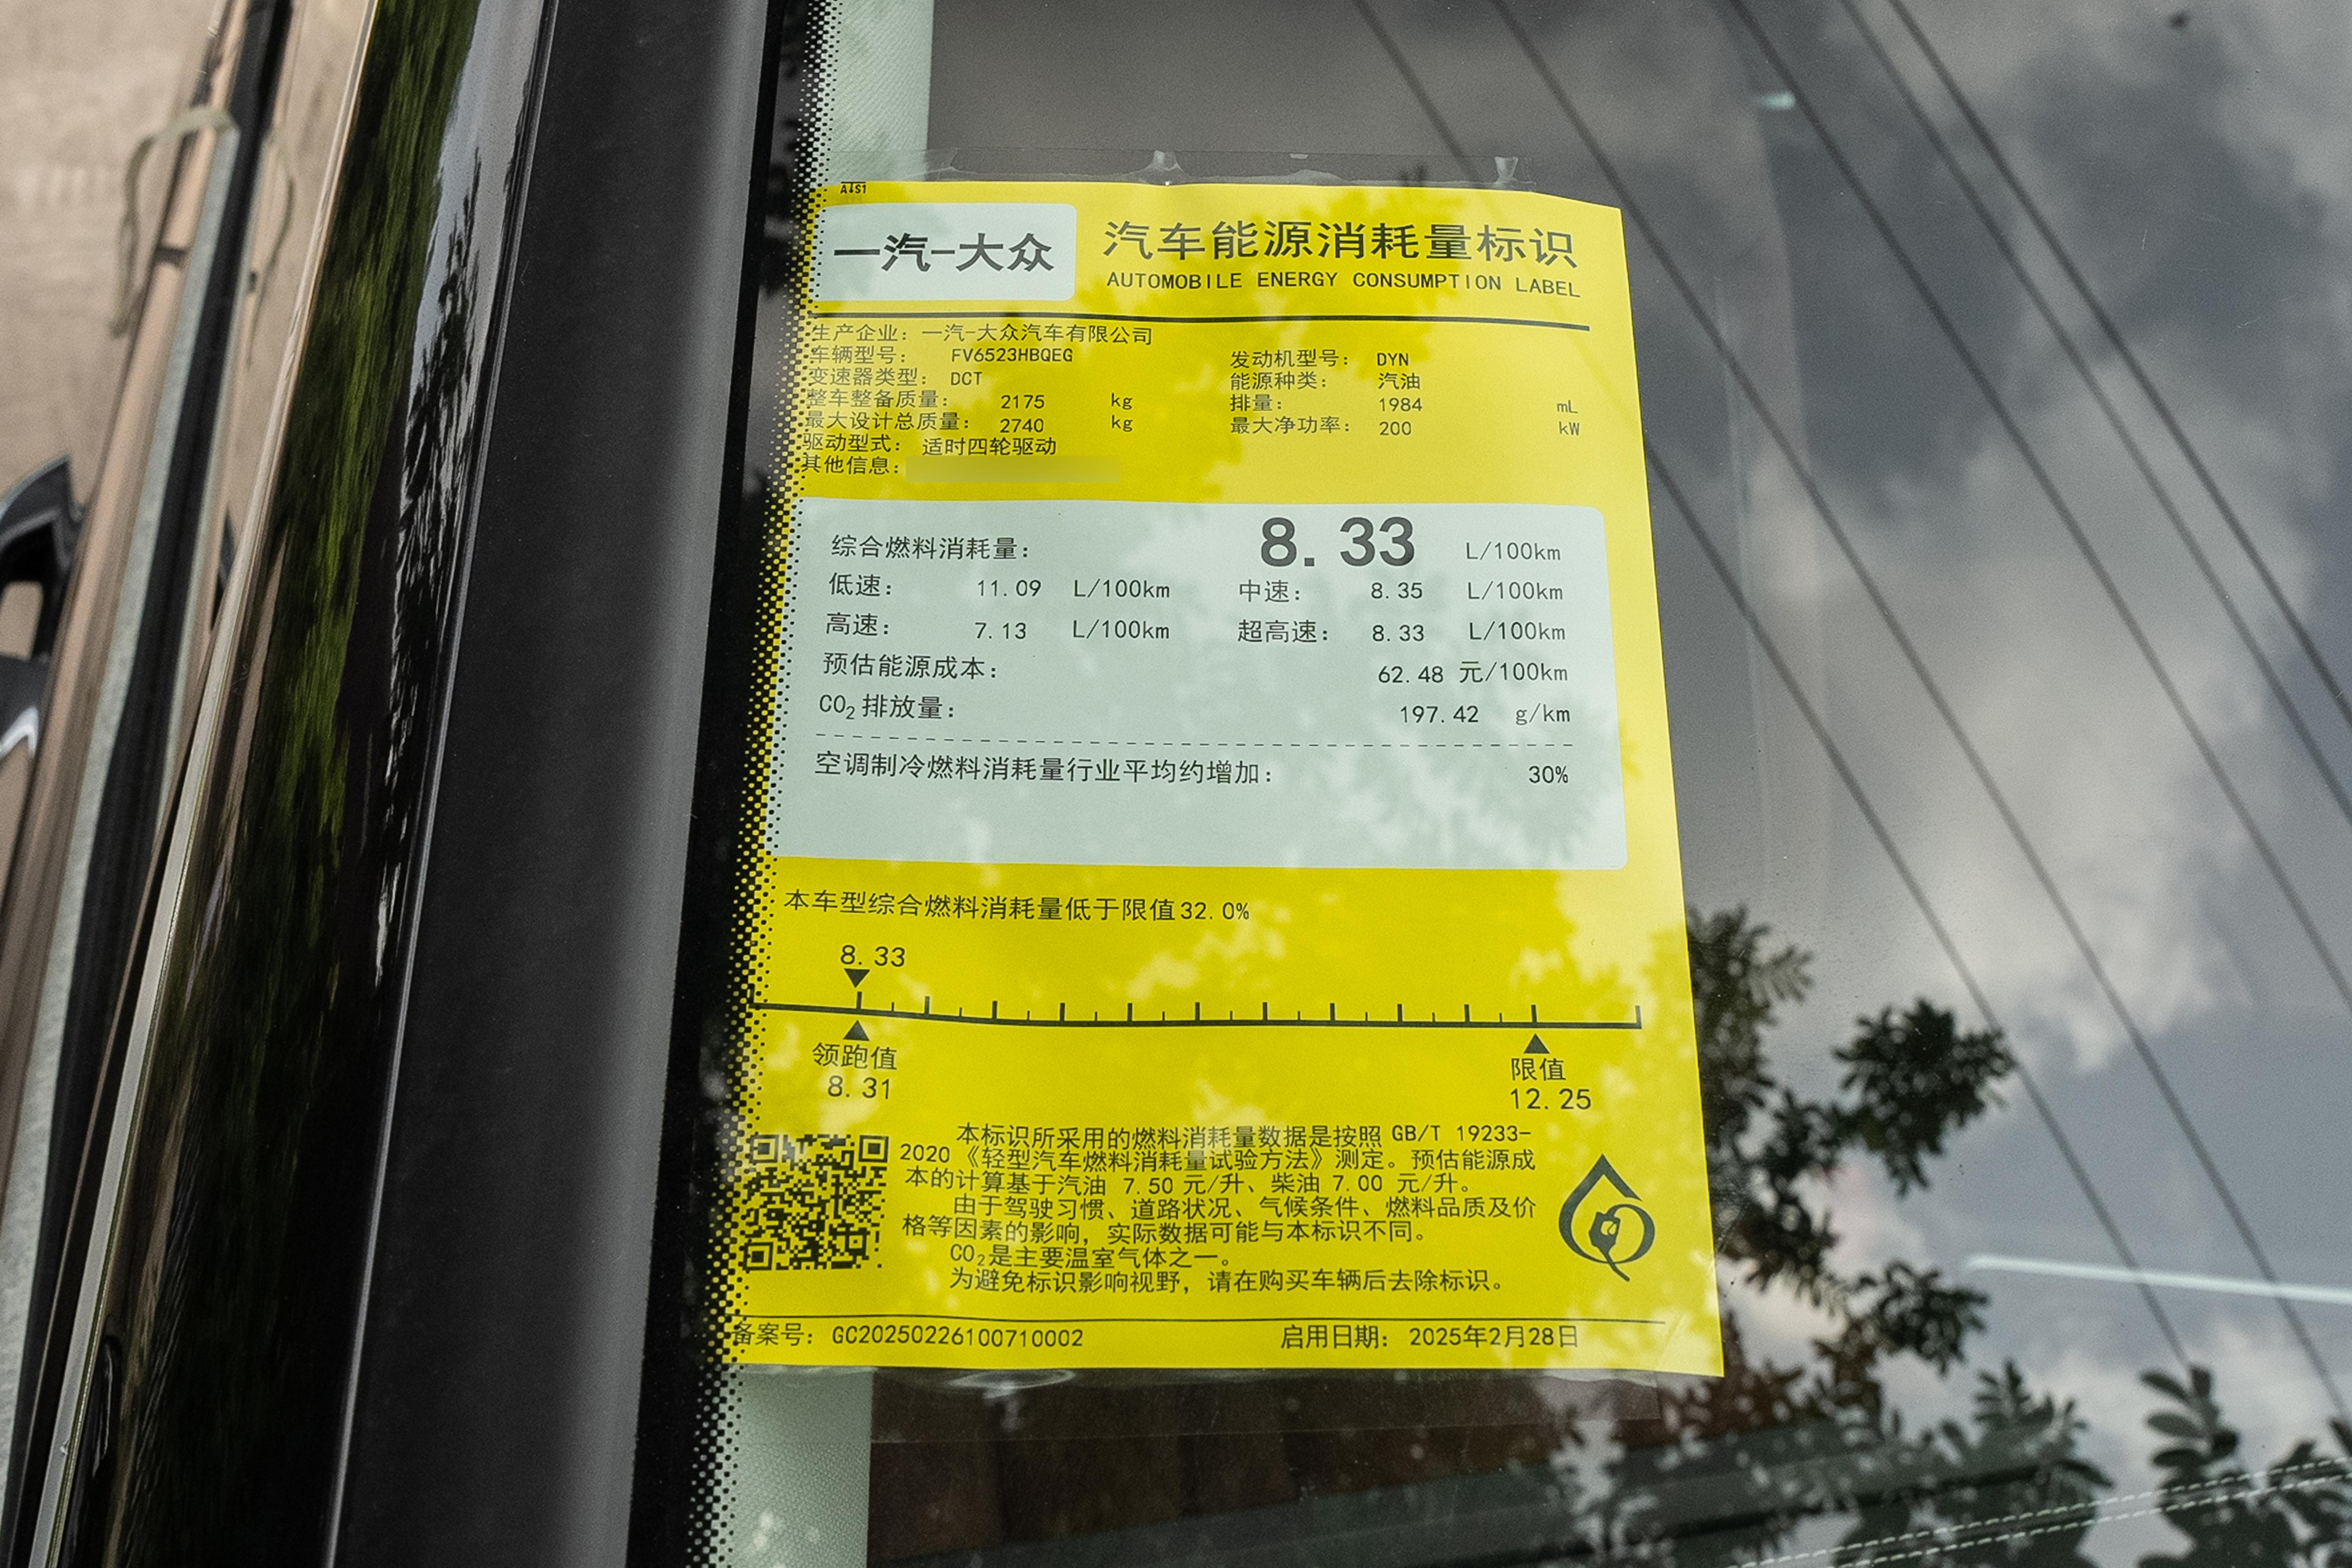 A4S1
一汽-大众
汽车能源消耗量标识
AUTOMOBILE ENERGY CONSUMPTION LABEL
生产企业：一汽-大众汽车有限公司
车辆型号： FV6523HBQEG 发动机型号： DYN
变速器类型： DCT 能源种类： 汽油
整车整备质量： 2175 kg 排量： 1984 mL
最大设计总质量： 2740 kg 最大净功率： 200 kW
驱动型式： 适时四轮驱动
其他信息：
综合燃料消耗量： 8.33 L/100km
低速： 11.09 L/100km 中速： 8.35 L/100km
高速： 7.13 L/100km 超高速： 8.33 L/100km
预估能源成本： 62.48 元/100km
CO₂排放量： 197.42 g/km
空调制冷燃料消耗量行业平均约增加： 30%
本车型综合燃料消耗量低于限值32.0%
8.33
领跑值 限值
8.31 12.25
本标识所采用的燃料消耗量数据是按照 GB/T 19233-
2020《轻型汽车燃料消耗量试验方法》测定。预估能源成
本的计算基于汽油 7.50 元/升、柴油 7.00 元/升。
由于驾驶习惯、道路状况、气候条件、燃料品质及价
格等因素的影响，实际数据可能与本标识不同。
CO₂是主要温室气体之一。
为避免标识影响视野，请在购买车辆后去除标识。
备案号： GC20250226100710002 启用日期： 2025年2月28日